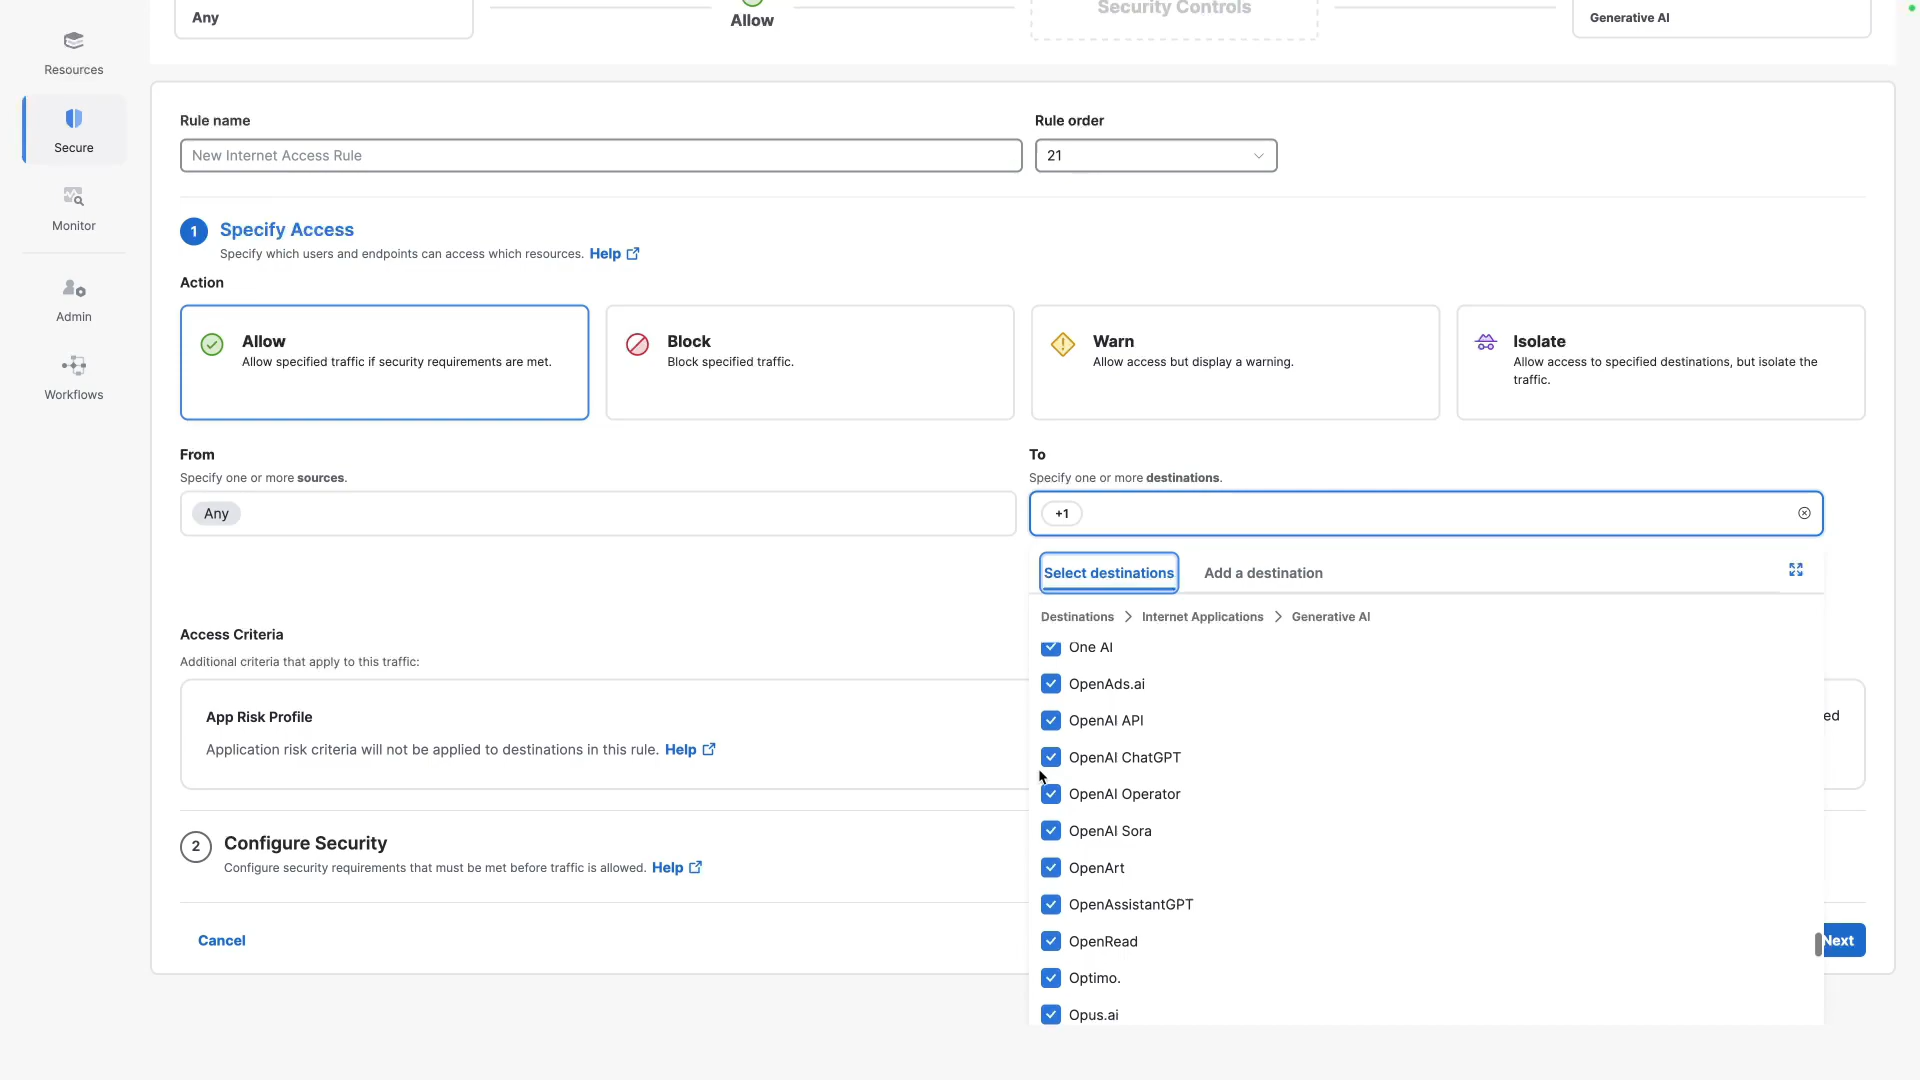 Any
Allow
Security Controls
Generative AI
Resources
Secure
Monitor
Admin
Workflows
Rule name
Rule order
New Internet Access Rule
21
1
Specify Access
Specify which users and endpoints can access which resources. Help
Action
Allow
Allow specified traffic if security requirements are met.
Block
Block specified traffic.
Warn
Allow access but display a warning.
Isolate
Allow access to specified destinations, but isolate the
traffic.
From
Specify one or more sources.
Any
To
Specify one or more destinations.
+1
Select destinations
Add a destination
Destinations > Internet Applications > Generative AI
One AI
OpenAds.ai
OpenAI API
OpenAI ChatGPT
OpenAI Operator
OpenAI Sora
OpenArt
OpenAssistantGPT
OpenRead
Optimo.
Opus.ai
Access Criteria
Additional criteria that apply to this traffic:
App Risk Profile
Application risk criteria will not be applied to destinations in this rule. Help
ed
2
Configure Security
Configure security requirements that must be met before traffic is allowed. Help
Cancel
Next